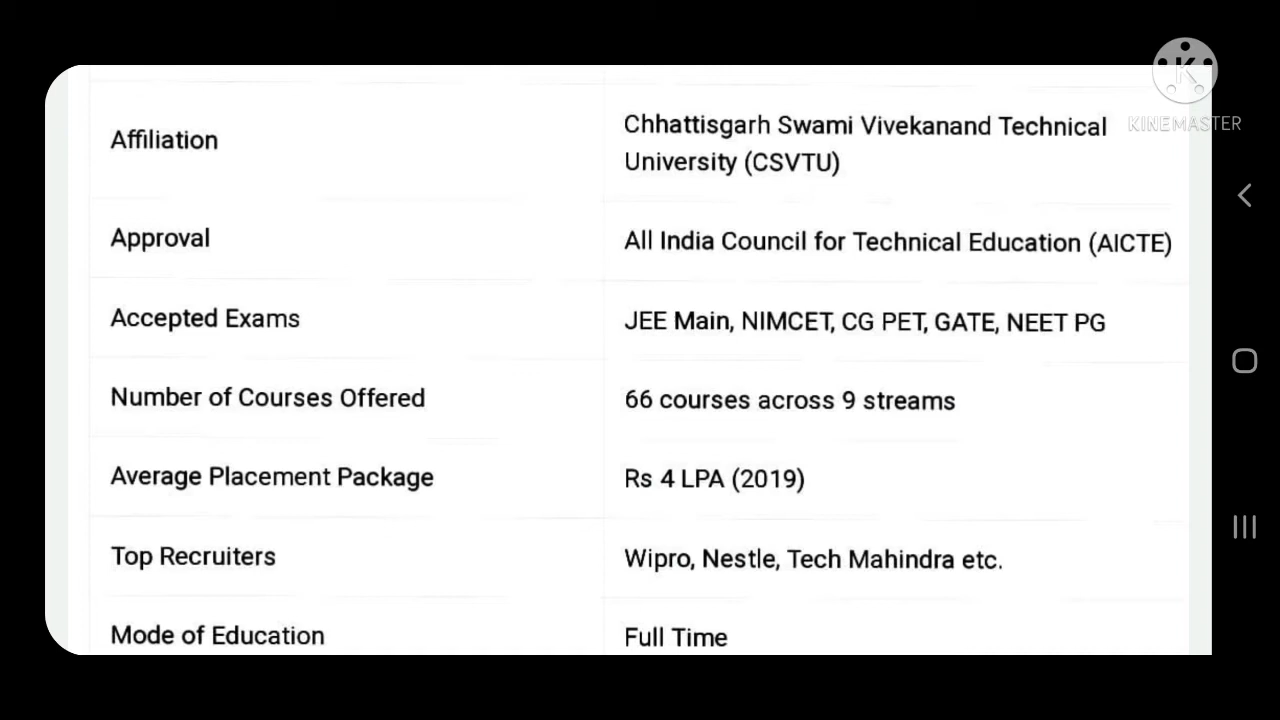 Affiliation
Chhattisgarh Swami Vivekanand Technical
University (CSVTU)
Approval
All India Council for Technical Education (AICTE)
Accepted Exams
JEE Main, NIMCET, CG PET, GATE, NEET PG
Number of Courses Offered
66 courses across 9 streams
Average Placement Package
Rs 4 LPA (2019)
Top Recruiters
Wipro, Nestle, Tech Mahindra etc.
Mode of Education
Full Time
K
KINEMASTER